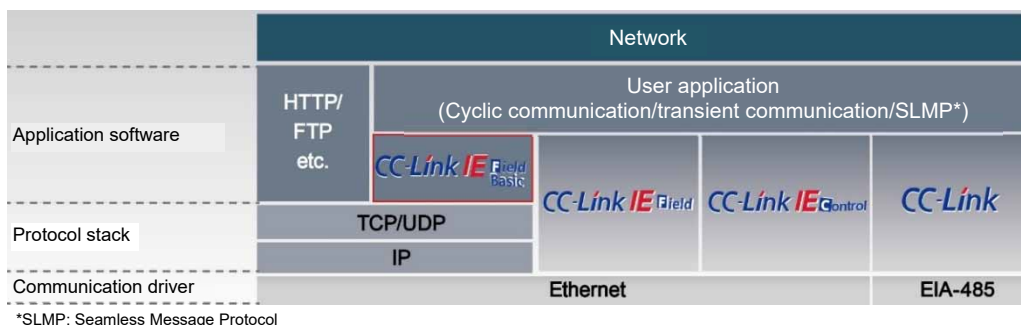 Network
User application
(Cyclic communication/transient communication/SLMP*)
HTTP/
FTP
etc.
Application software
CC-Link IE Field
Basic
CC-Link IE Field
CC-Link IE Control
CC-Link
TCP/UDP
Protocol stack
IP
Communication driver
Ethernet
EIA-485
*SLMP: Seamless Message Protocol